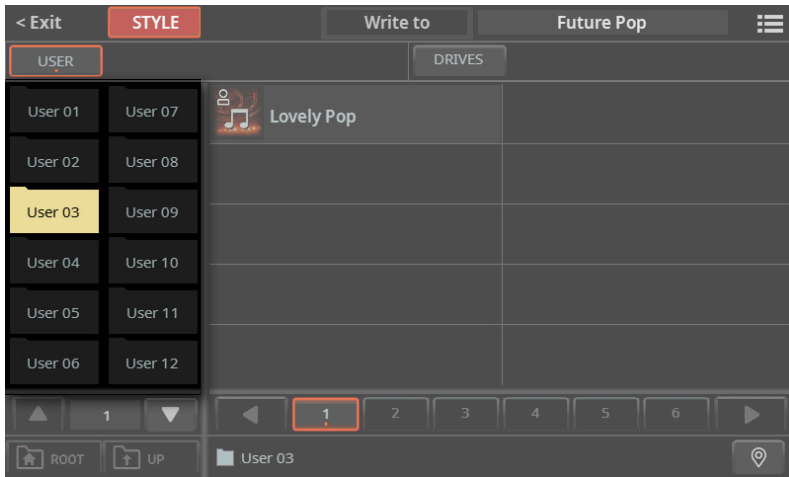 < Exit STYLE Write to Future Pop
USER DRIVES
User 01 User 07 Lovely Pop
User 02 User 08
User 03 User 09
User 04 User 10
User 05 User 11
User 06 User 12
1 1 2 3 4 5 6
ROOT UP User 03